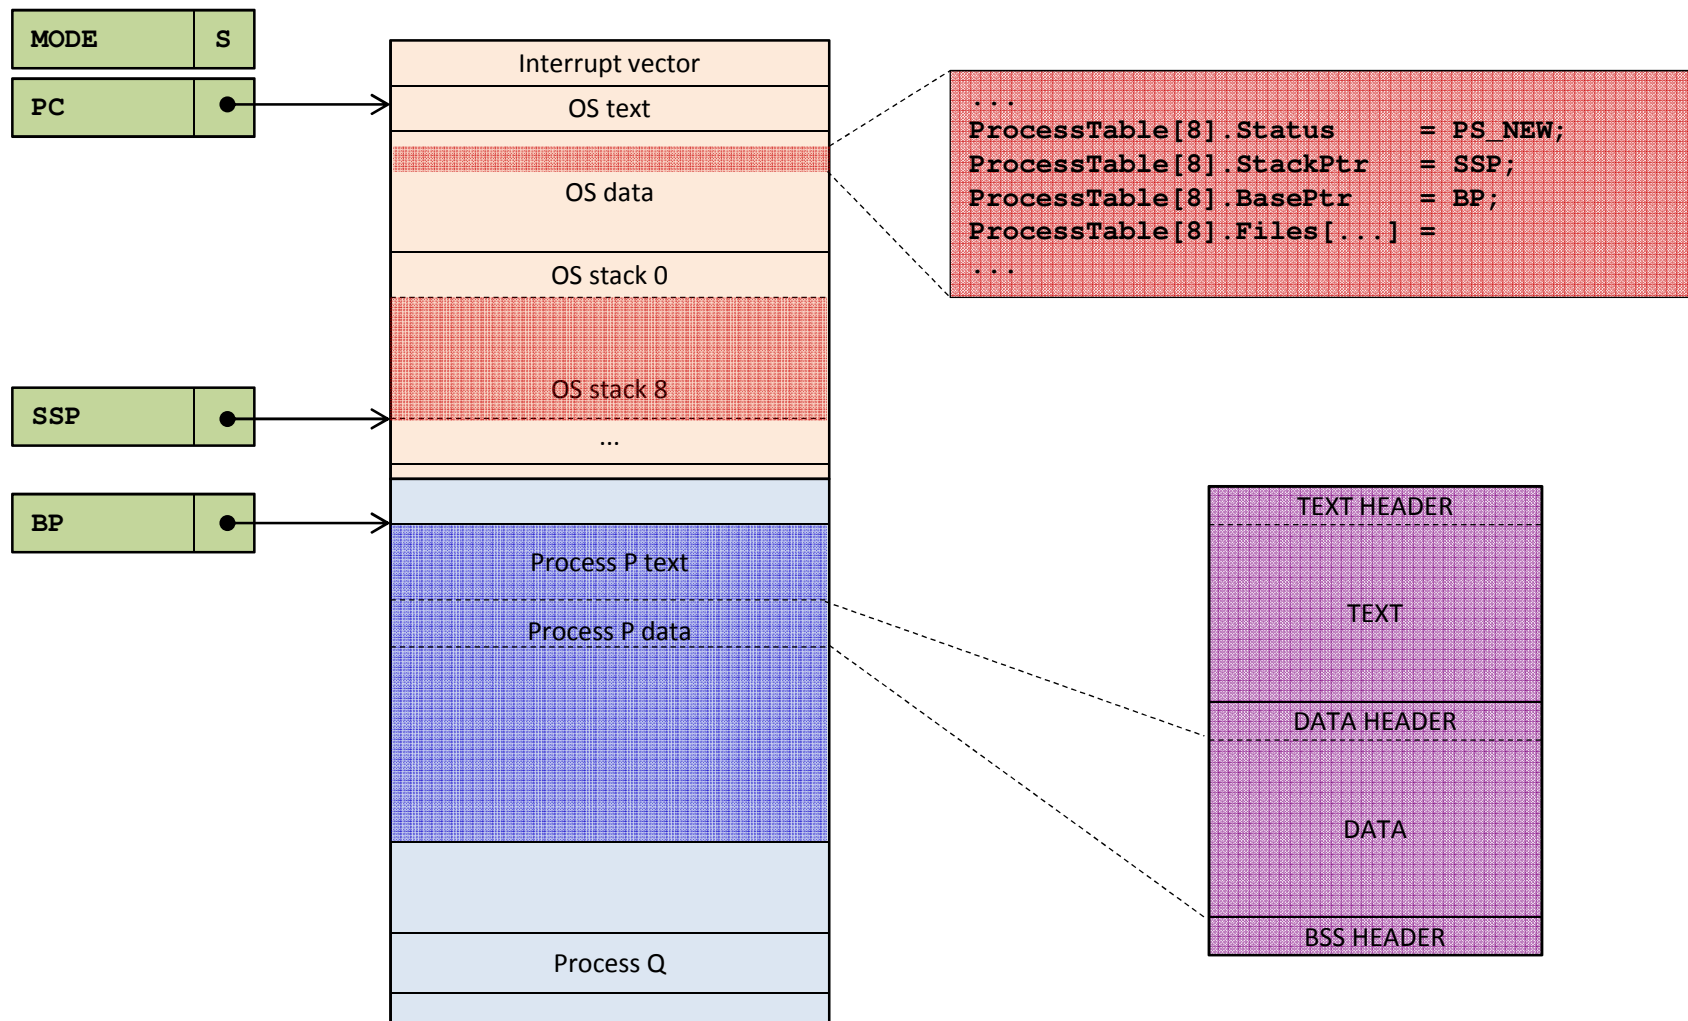 MODE S
PC
SSP
BP
Interrupt vector
OS text
OS data
OS stack 0
OS stack 8
...
Process P text
Process P data
Process Q
...
ProcessTable[8].Status = PS_NEW;
ProcessTable[8].StackPtr = SSP;
ProcessTable[8].BasePtr = BP;
ProcessTable[8].Files[...] =
...
TEXT HEADER
TEXT
DATA HEADER
DATA
BSS HEADER